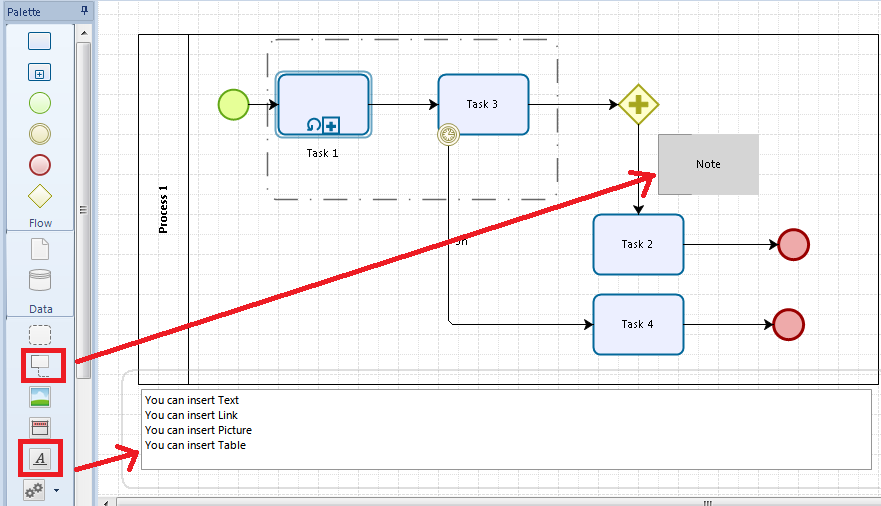 Palette
Flow
Data
A
Process 1
Task 1
Task 3
Note
Task 2
Task 4
You can insert Text
You can insert Link
You can insert Picture
You can insert Table